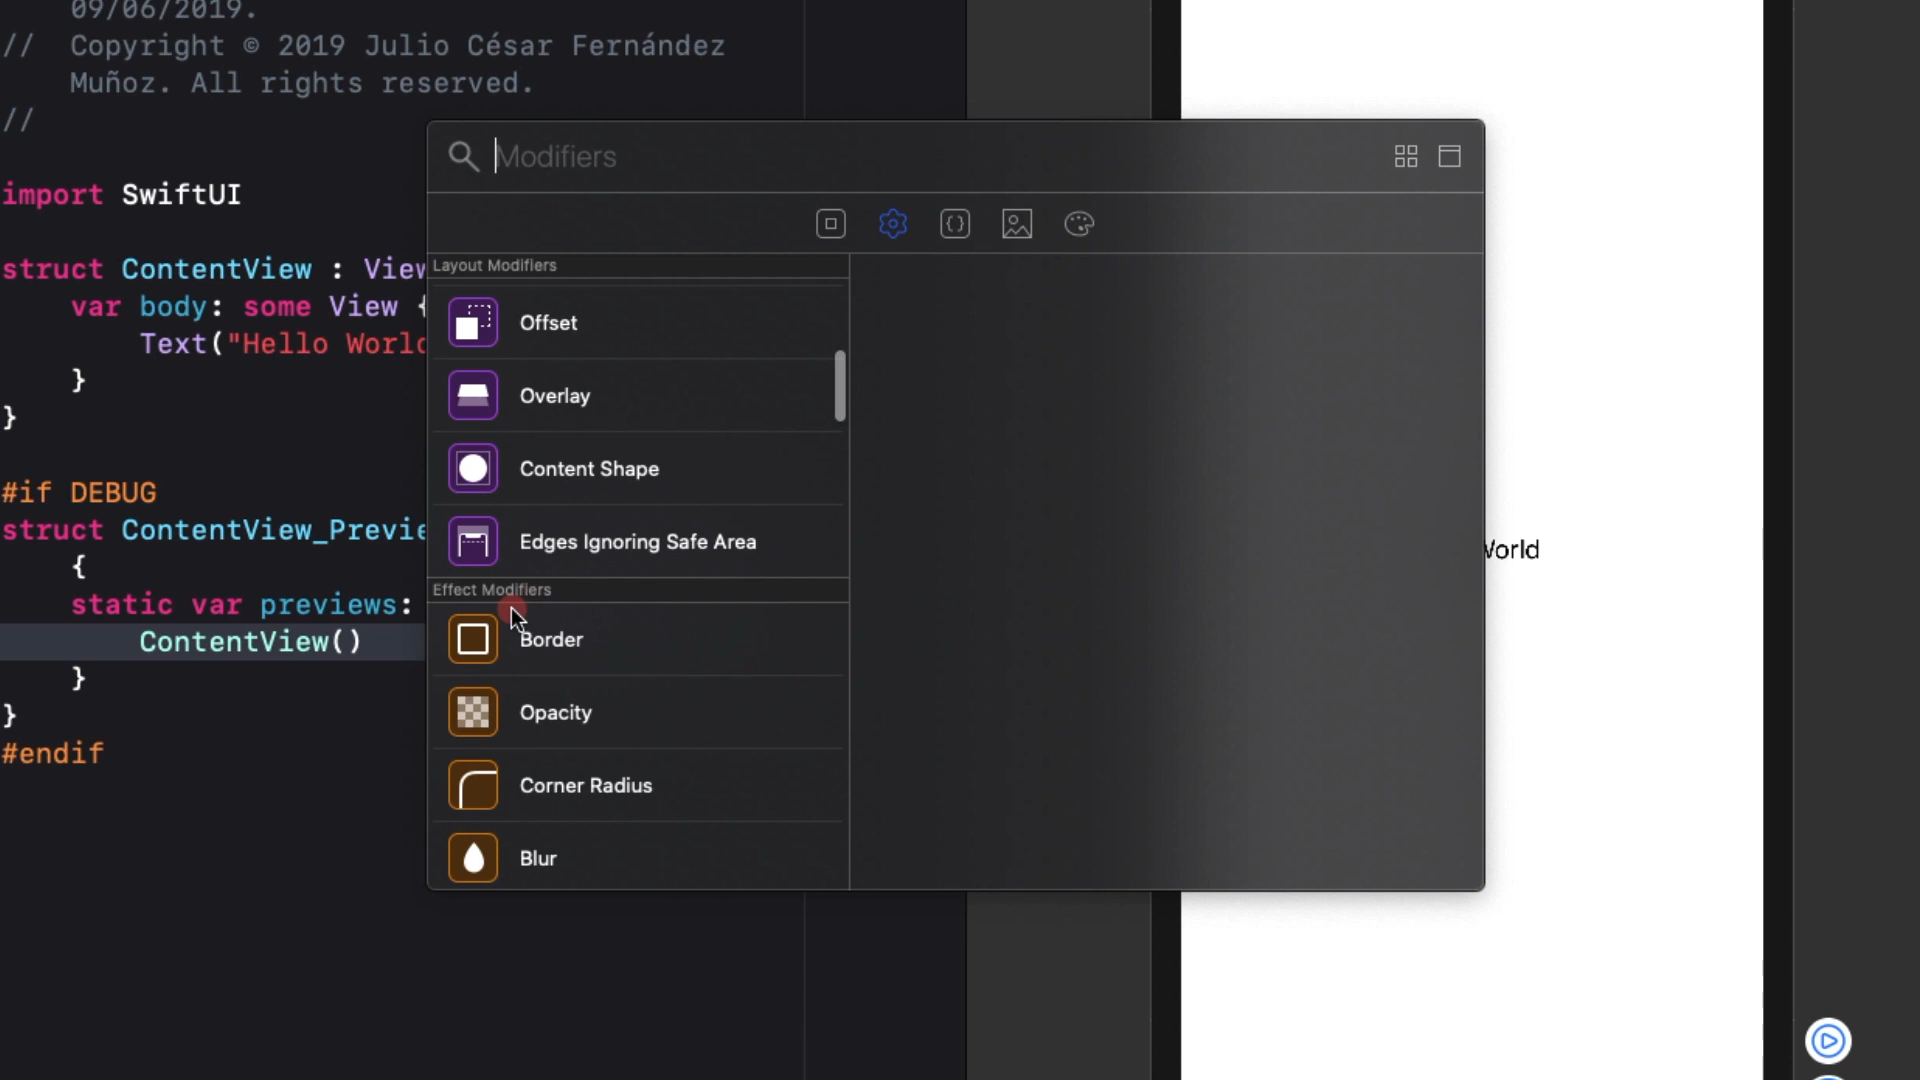 09/06/2019.
// Copyright © 2019 Julio César Fernández
Muñoz. All rights reserved.
//
import SwiftUI
struct ContentView : View
var body: some View {
Text("Hello World
}
}
#if DEBUG
struct ContentView_Previe
{
static var previews:
ContentView()
}
}
#endif
Modifiers
Layout Modifiers
Offset
Overlay
Content Shape
Edges Ignoring Safe Area
Effect Modifiers
Border
Opacity
Corner Radius
Blur
World